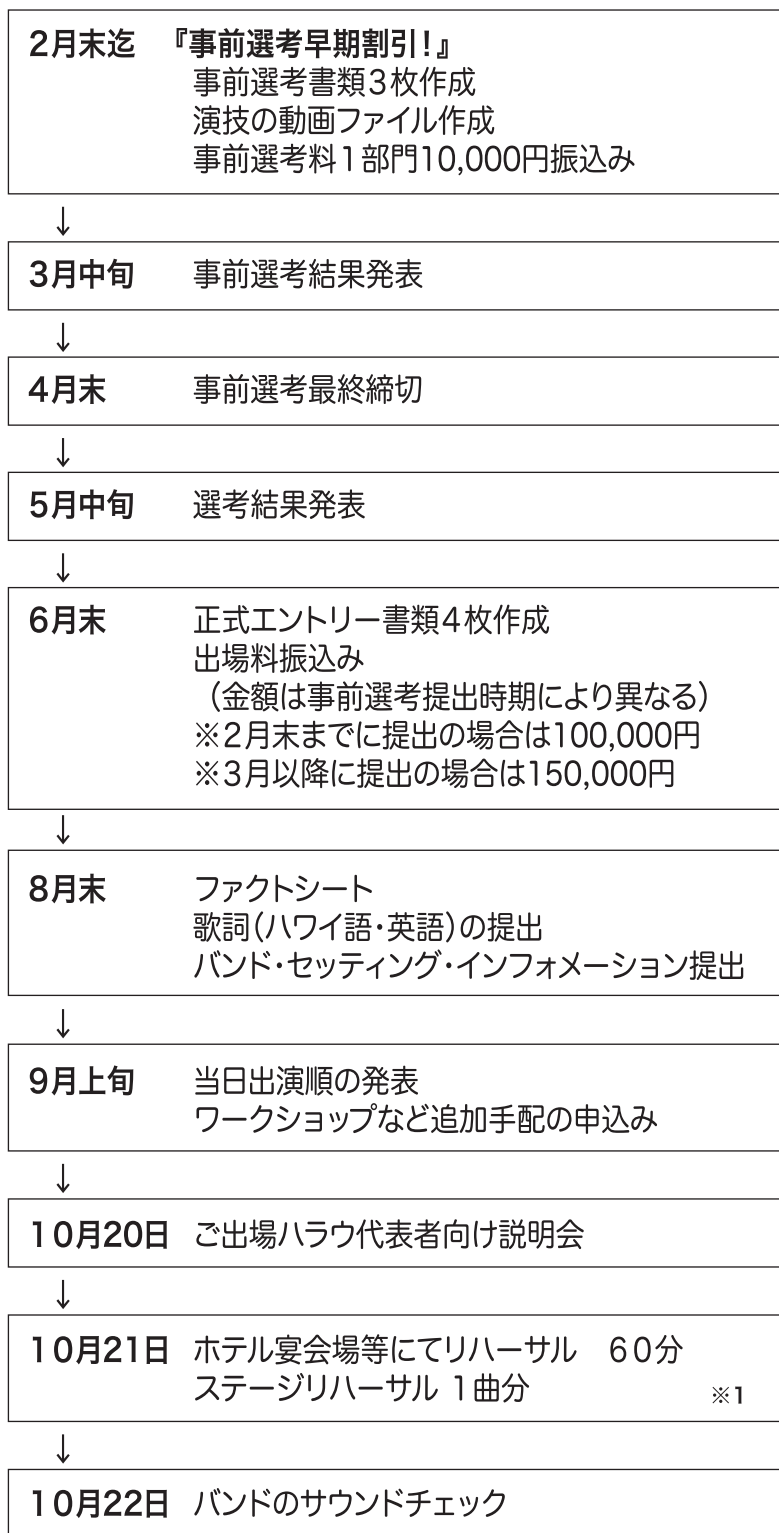 2月末迄　『事前選考早期割引!』
事前選考書類3枚作成
演技の動画ファイル作成
事前選考料1部門10,000円振込み
↓
3月中旬　事前選考結果発表
↓
4月末　事前選考最終締切
↓
5月中旬　選考結果発表
↓
6月末　正式エントリー書類4枚作成
出場料振込み
（金額は事前選考提出時期により異なる）
※2月末までに提出の場合は100,000円
※3月以降に提出の場合は150,000円
↓
8月末　ファクトシート
歌詞(ハワイ語・英語)の提出
バンド・セッティング・インフォメーション提出
↓
9月上旬　当日出演順の発表
ワークショップなど追加手配の申込み
↓
10月20日　ご出場ハラウ代表者向け説明会
↓
10月21日　ホテル宴会場等にてリハーサル　60分
ステージリハーサル 1曲分　※1
↓
10月22日　バンドのサウンドチェック